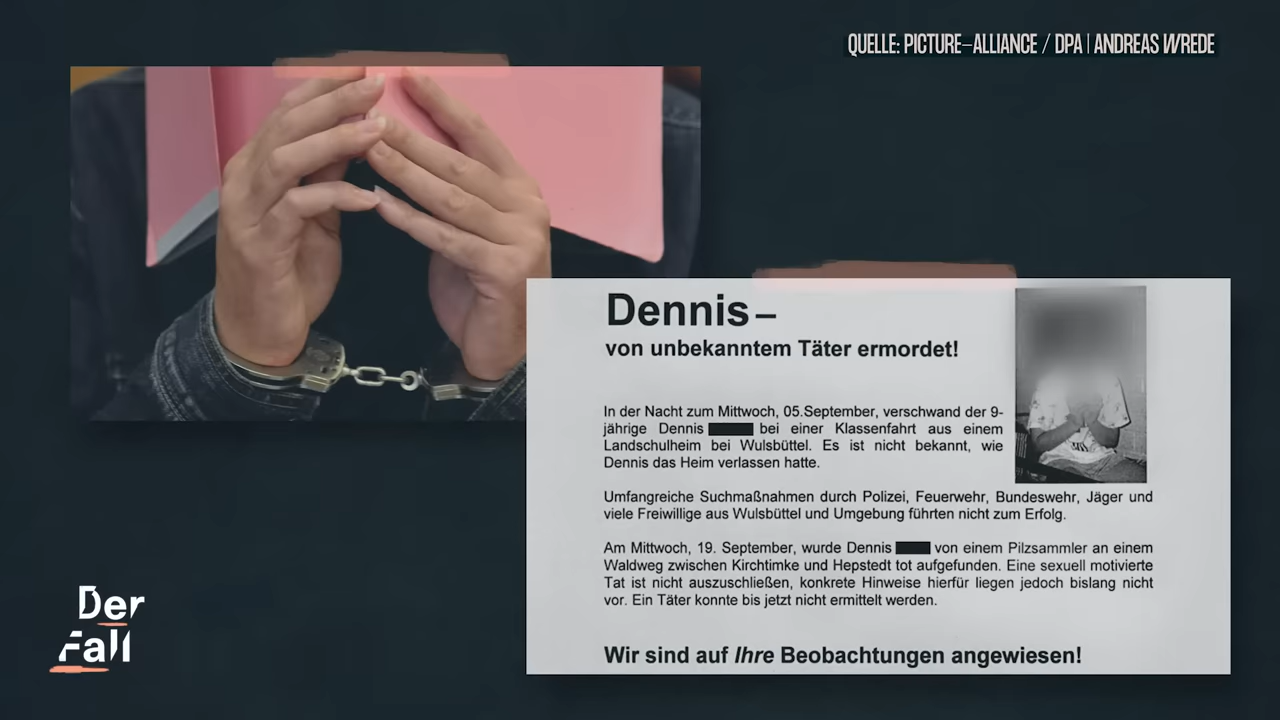 QUELLE: PICTURE-ALLIANCE / DPA | ANDREAS WREDE
Dennis –
von unbekanntem Täter ermordet!
In der Nacht zum Mittwoch, 05.September, verschwand der 9-
jährige Dennis bei einer Klassenfahrt aus einem
Landschulheim bei Wulsbüttel. Es ist nicht bekannt, wie
Dennis das Heim verlassen hatte.
Umfangreiche Suchmaßnahmen durch Polizei, Feuerwehr, Bundeswehr, Jäger und
viele Freiwillige aus Wulsbüttel und Umgebung führten nicht zum Erfolg.
Am Mittwoch, 19. September, wurde Dennis von einem Pilzsammler an einem
Waldweg zwischen Kirchtimke und Hepstedt tot aufgefunden. Eine sexuell motivierte
Tat ist nicht auszuschließen, konkrete Hinweise hierfür liegen jedoch bislang nicht
vor. Ein Täter konnte bis jetzt nicht ermittelt werden.
Wir sind auf Ihre Beobachtungen angewiesen!
Der
Fall